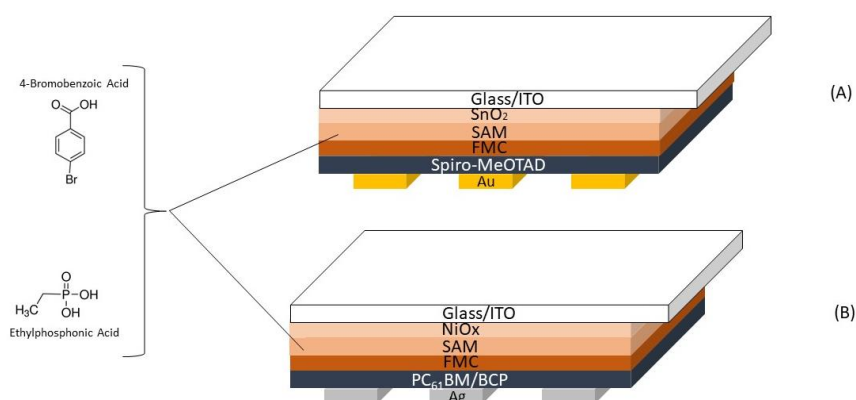 4-Bromobenzoic Acid
O
OH
Br
O
P
OH
OH
H₃C
Ethylphosphonic Acid
Glass/ITO
SnO₂
SAM
FMC
Spiro-MeOTAD
Au
(A)
Glass/ITO
NiOx
SAM
FMC
PC₆₁BM/BCP
Ag
(B)